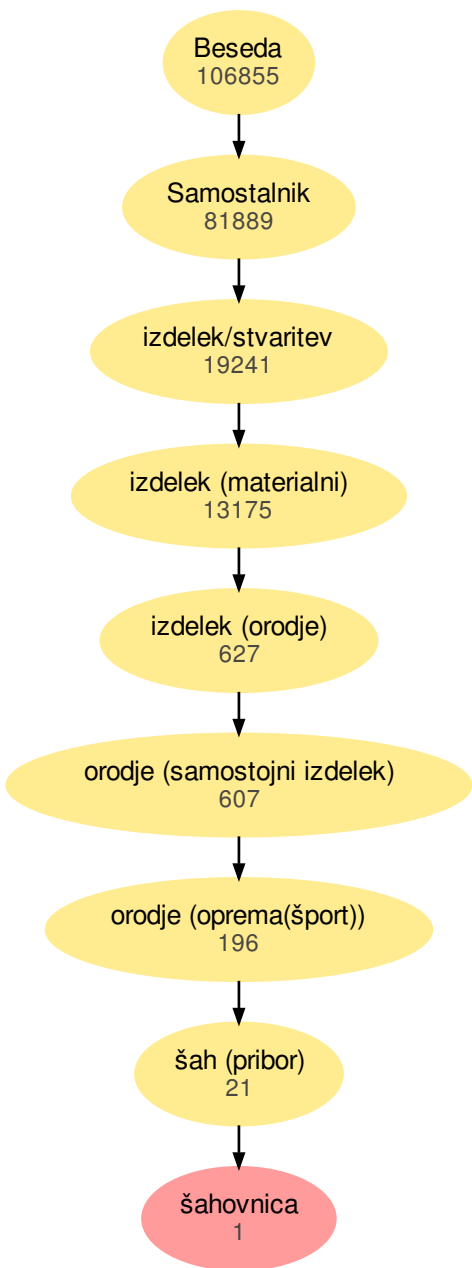 Beseda
106855
Samostalnik
81889
izdelek/stvaritev
19241
izdelek (materialni)
13175
izdelek (orodje)
627
orodje (samostojni izdelek)
607
orodje (oprema(šport))
196
šah (pribor)
21
šahovnica
1